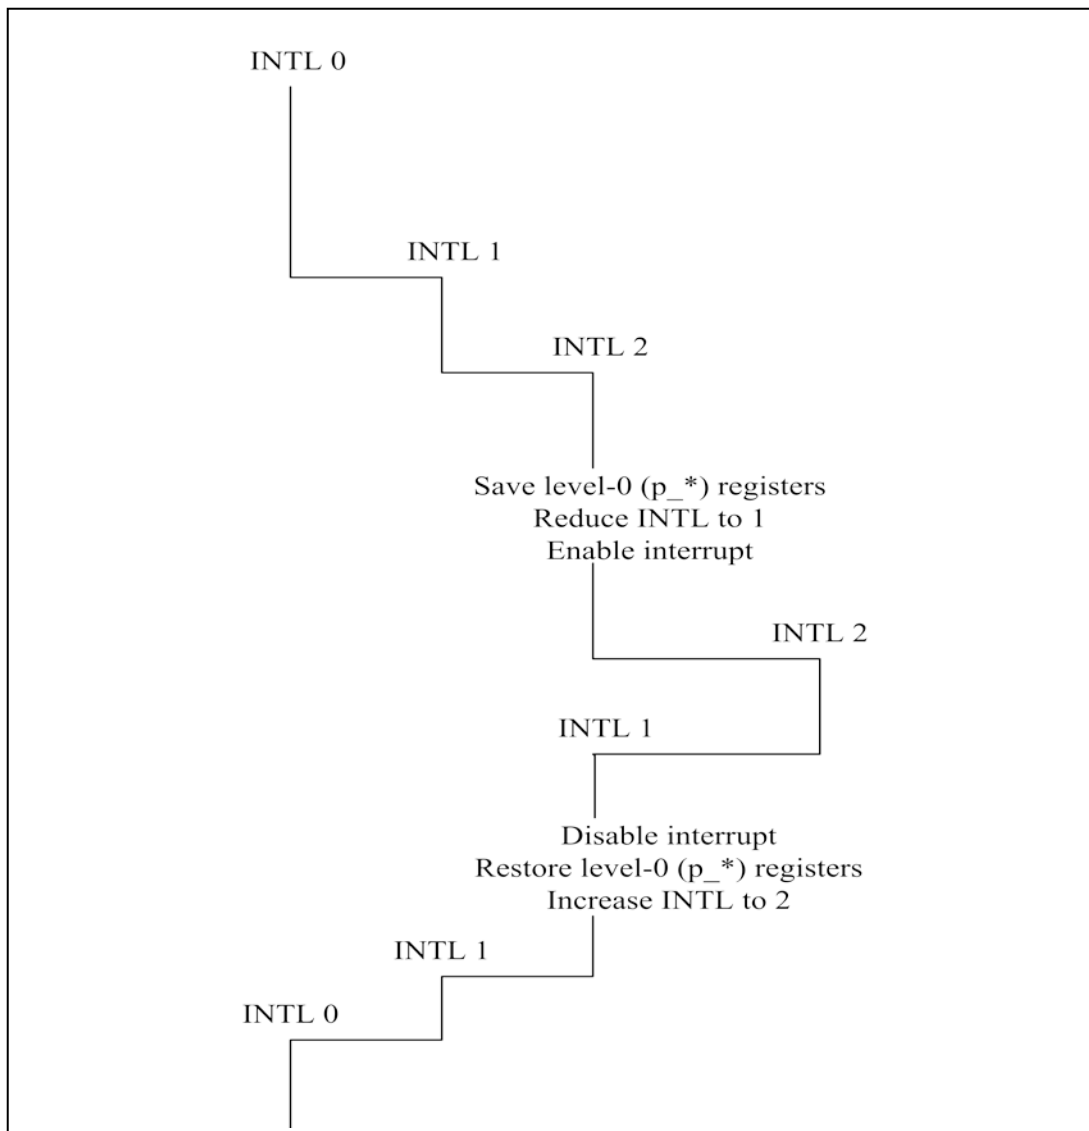 INTL 0
INTL 1
INTL 2
Save level-0 (p_*) registers
Reduce INTL to 1
Enable interrupt
INTL 2
INTL 1
Disable interrupt
Restore level-0 (p_*) registers
Increase INTL to 2
INTL 1
INTL 0